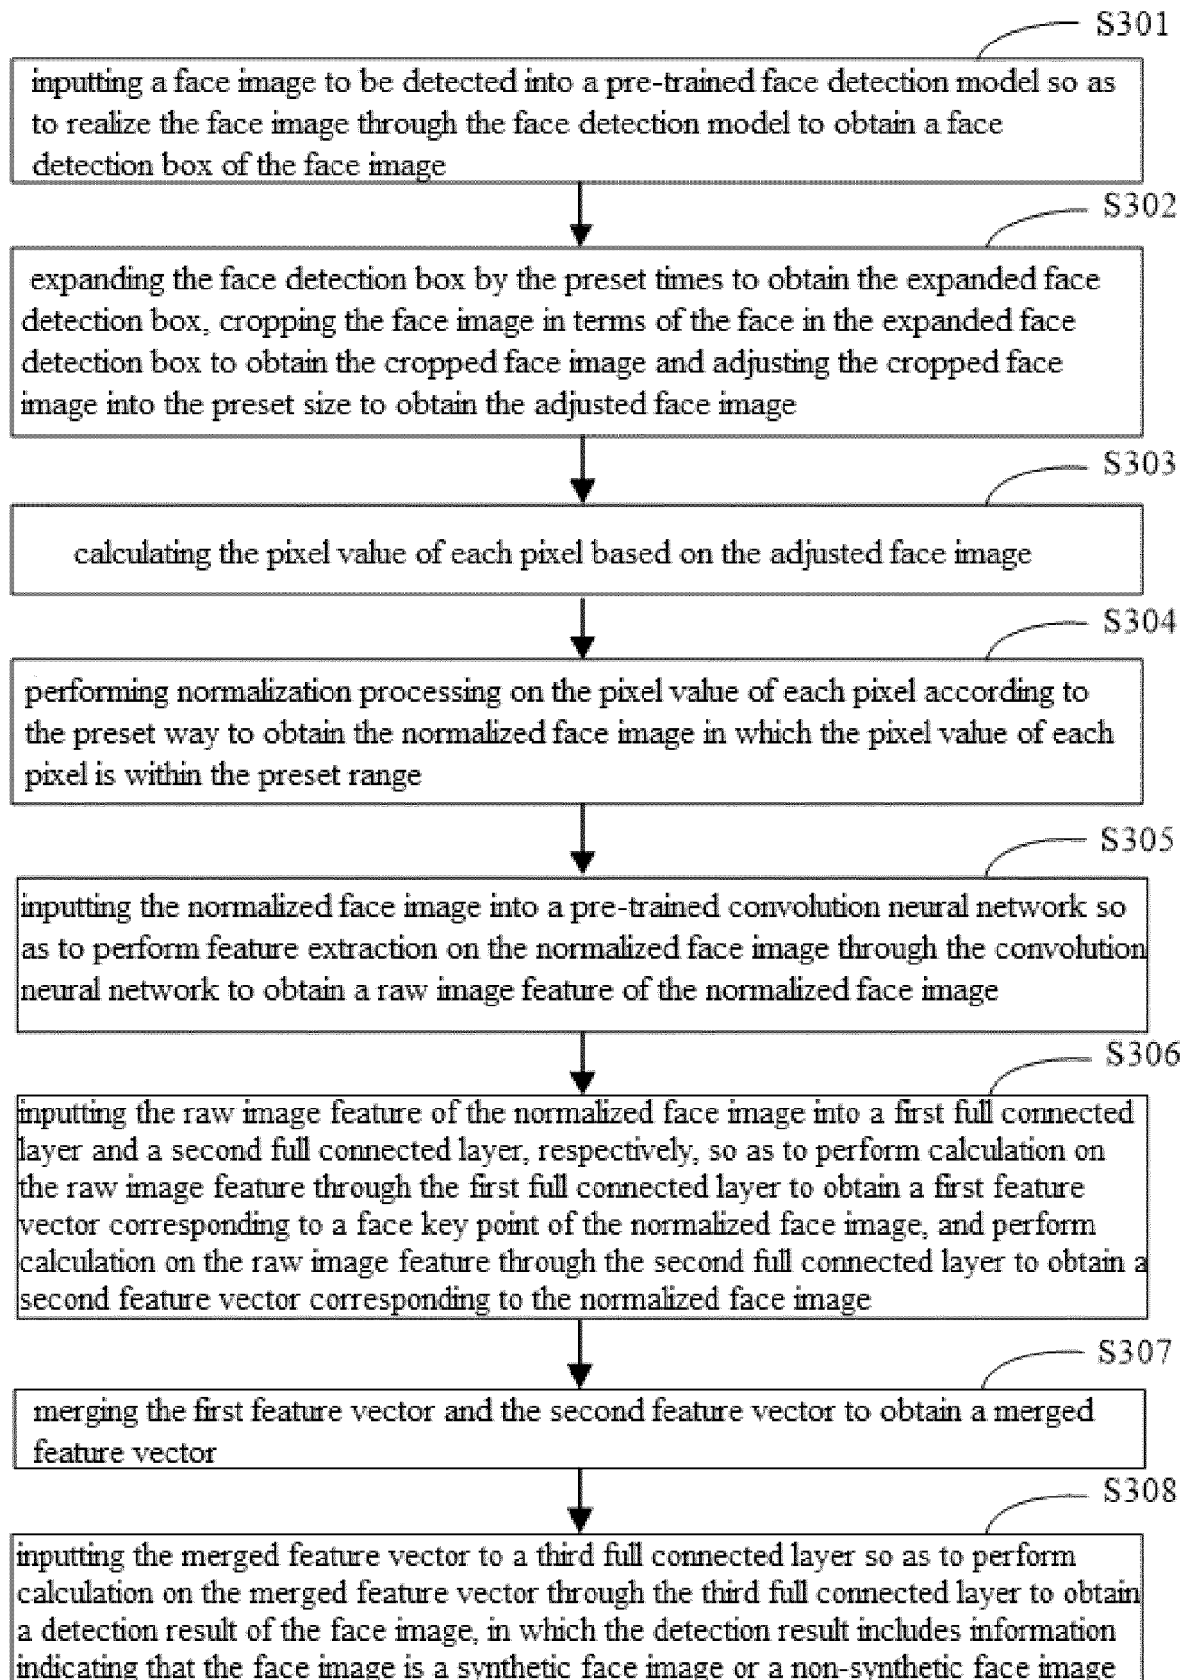 S301
inputting a face image to be detected into a pre-trained face detection model so as
to realize the face image through the face detection model to obtain a face
detection box of the face image
S302
expanding the face detection box by the preset times to obtain the expanded face
detection box, cropping the face image in terms of the face in the expanded face
detection box to obtain the cropped face image and adjusting the cropped face
image into the preset size to obtain the adjusted face image
S303
calculating the pixel value of each pixel based on the adjusted face image
S304
performing normalization processing on the pixel value of each pixel according to
the preset way to obtain the normalized face image in which the pixel value of each
pixel is within the preset range
S305
inputting the normalized face image into a pre-trained convolution neural network so
as to perform feature extraction on the normalized face image through the convolution
neural network to obtain a raw image feature of the normalized face image
S306
inputting the raw image feature of the normalized face image into a first full connected
layer and a second full connected layer, respectively, so as to perform calculation on
the raw image feature through the first full connected layer to obtain a first feature
vector corresponding to a face key point of the normalized face image, and perform
calculation on the raw image feature through the second full connected layer to obtain a
second feature vector corresponding to the normalized face image
S307
merging the first feature vector and the second feature vector to obtain a merged
feature vector
S308
inputting the merged feature vector to a third full connected layer so as to perform
calculation on the merged feature vector through the third full connected layer to obtain
a detection result of the face image, in which the detection result includes information
indicating that the face image is a synthetic face image or a non-synthetic face image